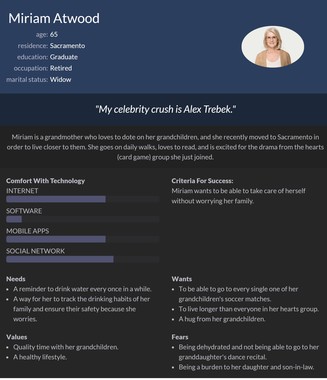 Miriam Atwood
age: 65
residence: Sacramento
education: Graduate
occupation: Retired
marital status: Widow
"My celebrity crush is Alex Trebek."
Miriam is a grandmother who loves to dote on her grandchildren, and she recently moved to Sacramento in
order to live closer to them. She goes on daily walks, loves to read, and is excited for the drama from the hearts
(card game) group she just joined.
Comfort With Technology
INTERNET
SOFTWARE
MOBILE APPS
SOCIAL NETWORK
Criteria For Success:
Miriam wants to be able to take care of herself
without worrying her family.
Needs
• A reminder to drink water every once in a while.
• A way for her to track the drinking habits of her
family and ensure their safety because she
worries.
Wants
• To be able to go to every single one of her
grandchildren's soccer matches.
• To live longer than everyone in her hearts group.
• A hug from her grandchildren.
Values
• Quality time with her grandchildren.
• A healthy lifestyle.
Fears
• Being dehydrated and not being able to go to her
granddaughter's dance recital.
• Being a burden to her daughter and son-in-law.